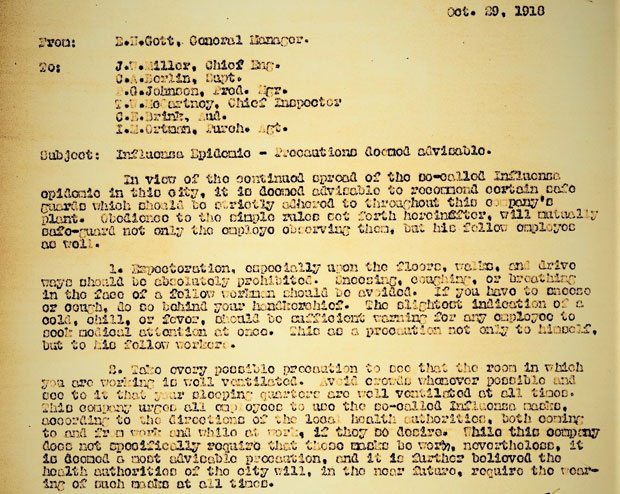 Oct. 29, 1918
From: E.N.Gott, General Manager.
To: J.W.Miller, Chief Eng.
C.A.Berlin, Supt.
P.G.Johnson, Prod. Mgr.
T.W.McCartney, Chief Inspector
C.E.Brink, Aud.
I.M.Ortman, Purch. Agt.
Subject: Influensa Epidemic - Precautions deemed advisable.
In view of the continued spread of the so-called Influensa
epidemic in this city, it is deemed advisable to recommend certain safe
guards which should be strictly adhered to throughout this company's
plant. Obedience to the simple rules set forth hereinafter, will mutually
safe-guard not only the employe observing them, but his fellow employes
as well.
1. Expectoration, especially upon the floors, walks, and drive
ways should be absolutely prohibited. Sneezing, coughing, or breathing
in the face of a fellow workman should be avoided. If you have to sneeze
or cough, do so behind your handkerchief. The slightest indication of a
cold, chill, or fever, should be sufficient warning for any employee to
seek medical attention at once. This as a precaution not only to himself,
but to his fellow workers.
2. Take every possible precaution to see that the room in which
you are working is well ventilated. Avoid crowds whenever possible and
see to it that your sleeping quarters are well ventilated at all times.
This company urges all employees to use the so-called Influensa masks,
according to the directions of the local health authorities, both coming
to and from work and while at work, if they so desire. While this company
does not specifically require that these masks be worn, nevertheless, it
is deemed a most advisable precaution, and it is further believed the
health authorities of the city will, in the near future, require the wear-
ing of such masks at all times.